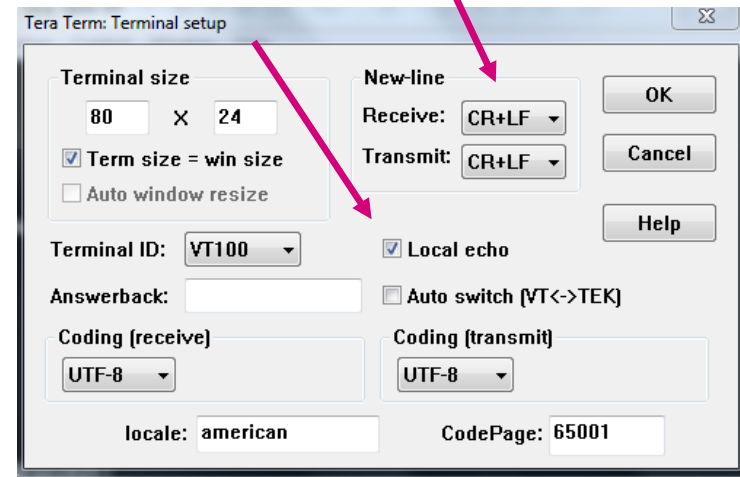 Tera Term: Terminal setup
Terminal size
80 X 24
Term size = win size
Auto window resize
New-line
Receive: CR+LF
Transmit: CR+LF
OK
Cancel
Help
Terminal ID: VT100
Local echo
Answerback:
Auto switch (VT<->TEK)
Coding (receive)
UTF-8
Coding (transmit)
UTF-8
locale: american
CodePage: 65001